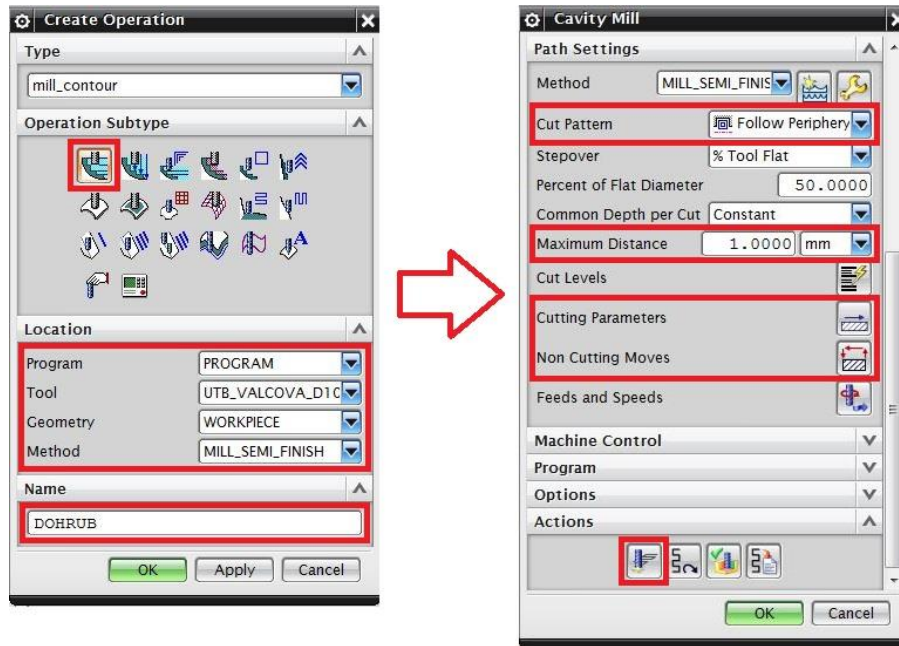 Create Operation
Type
mill_contour
Operation Subtype
Location
Program PROGRAM
Tool UTB_VALCOVA_D1C
Geometry WORKPIECE
Method MILL_SEMI_FINISH
Name
DOHRUB
OK Apply Cancel
Cavity Mill
Path Settings
Method MILL_SEMI_FINIS
Cut Pattern Follow Periphery
Stepover % Tool Flat
Percent of Flat Diameter 50.0000
Common Depth per Cut Constant
Maximum Distance 1.0000 mm
Cut Levels
Cutting Parameters
Non Cutting Moves
Feeds and Speeds
Machine Control
Program
Options
Actions
OK Cancel